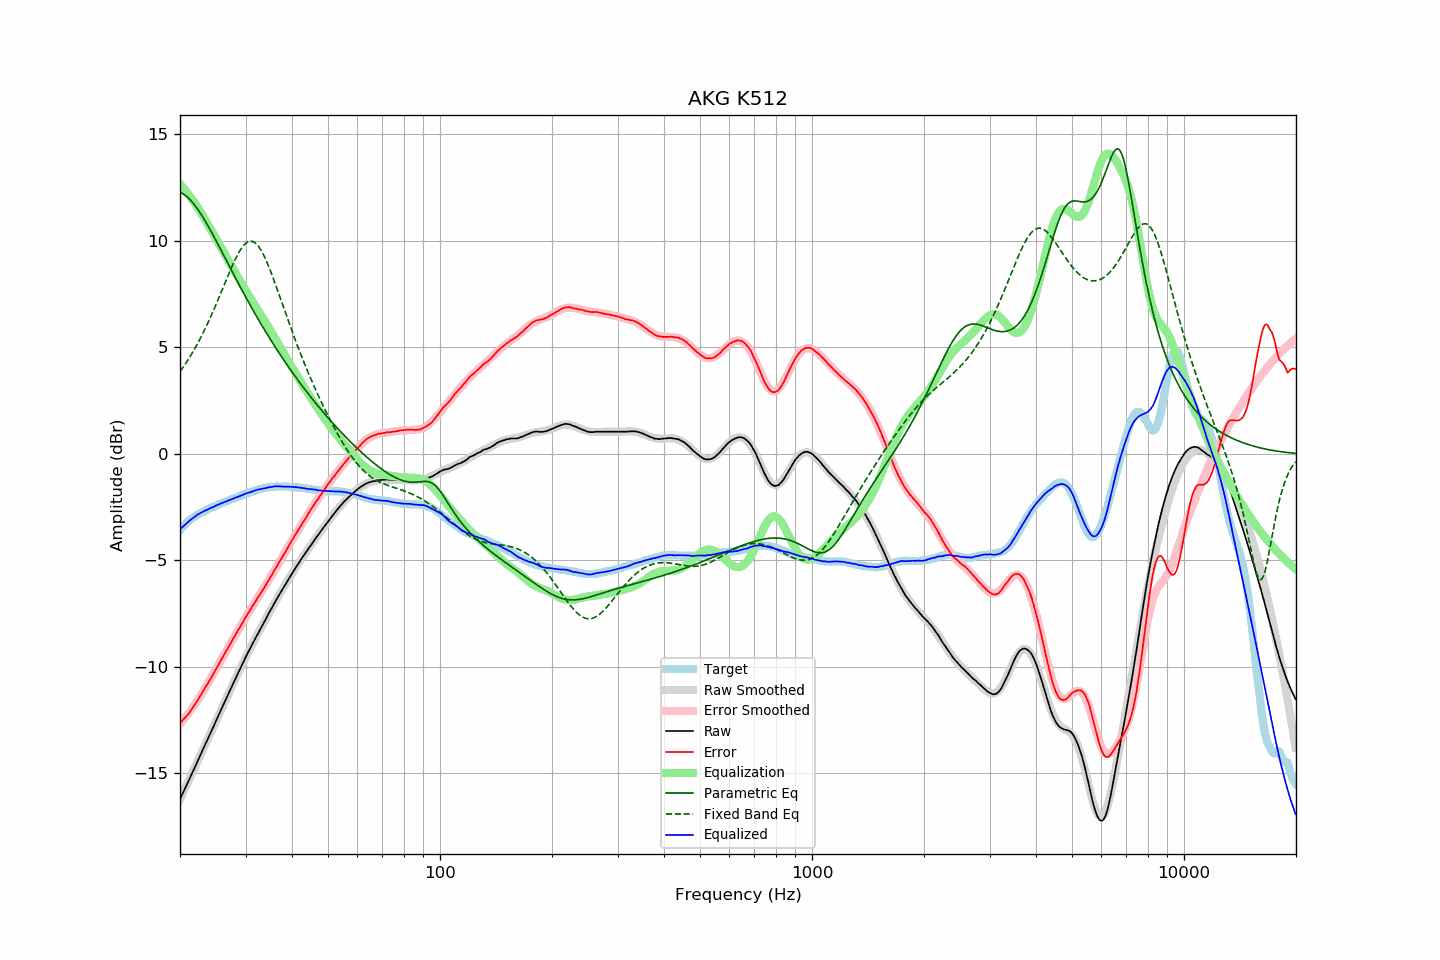 AKG K512
15
10
5
0
−5
−10
−15
Amplitude (dBr)
Target
Raw Smoothed
Error Smoothed
Raw
Error
Equalization
Parametric Eq
Fixed Band Eq
Equalized
100
1000
10000
Frequency (Hz)